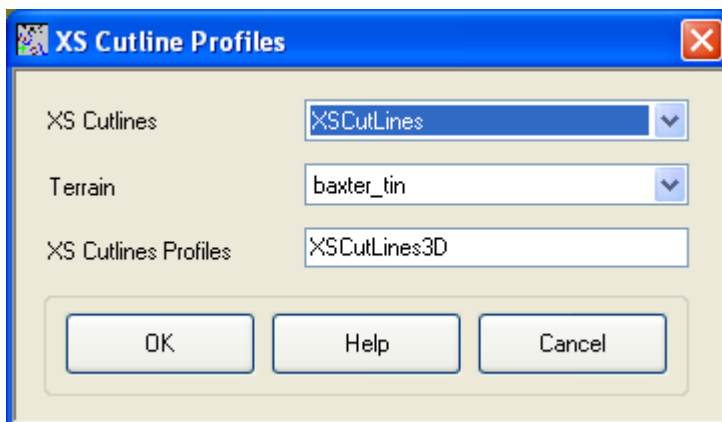 XS Cutline Profiles
XS Cutlines XSCutLines
Terrain baxter_tin
XS Cutlines Profiles XSCutLines3D
OK Help Cancel